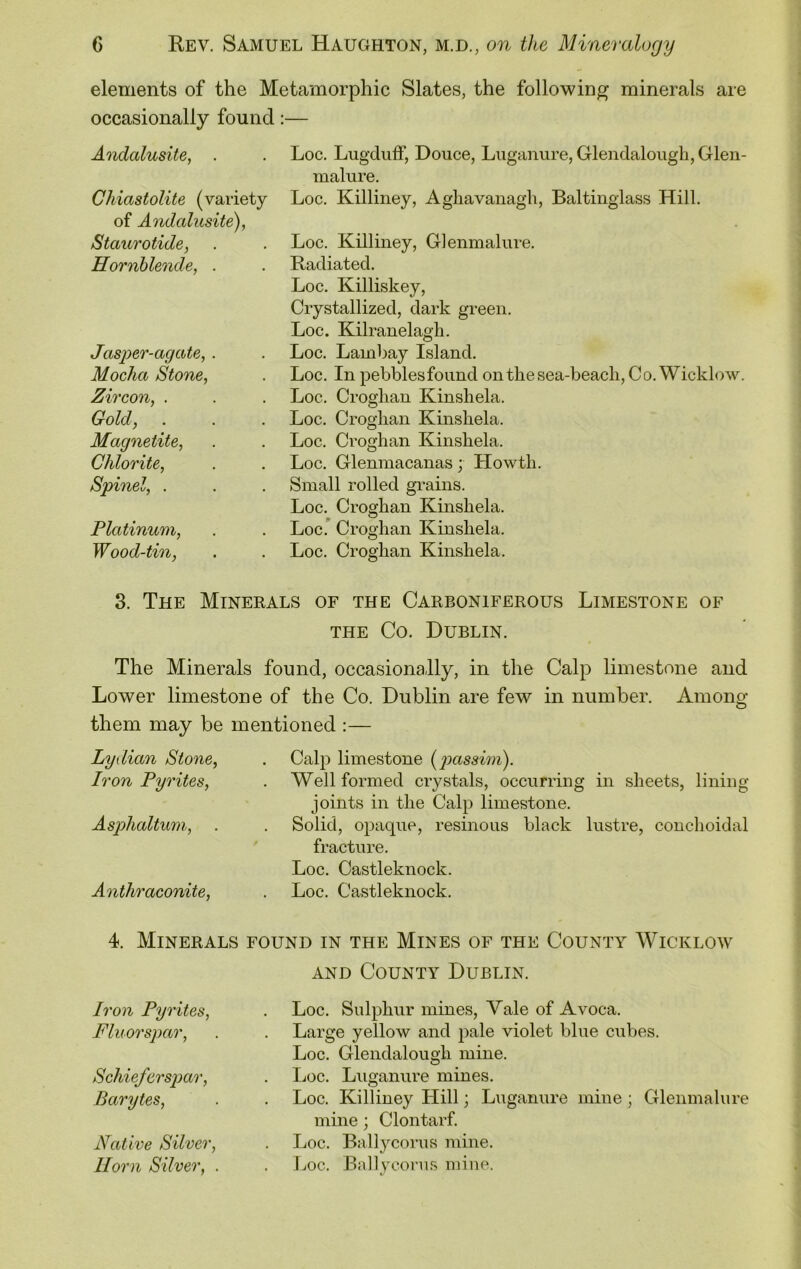 6 Rev. Samuel Haughton, m.d., on the Mineralogy
elements of the Metamorphic Slates, the following minerals are
occasionally found :—
Andalusite, . . Loc. Lugduff, Douce, Luganure, Glendalough, Glen-
malure.
Chiastolite (variety Loc. Killiney, Aghavanagh, Baltinglass Hill.
of Andalusite),
Staurotide, . . Loc. Killiney, Glenmalure.
Hornblende, . . Radiated.
Loc. Killiskey,
Crystallized, dark green.
Loc. Kilranelagh.
Jasper-agate, . . Loc. Lambay Island.
Mocha Stone, . Loc. In pebbles found on the sea-beach, Co. Wicklow.
Zircon, . . . Loc. Croghan Kinshela.
Gold, . . . Loc. Croghan Kinshela.
Magnetite, . . Loc. Croghan Kinshela.
Chlorite, . . Loc. Glenmacanas ; Howth.
Spinel, . . . Small rolled grains.
Loc. Croghan Kinshela.
Platinum, . . Loc. Croghan Kinshela.
Wood-tin, . . Loc. Croghan Kinshela.
3. The Minerals of the Carboniferous Limestone of
the Co. Dublin.
The Minerals found, occasionally, in the Calp limestone and
Lower limestone of the Co. Dublin are few in number. Among
them may be mentioned :—
Lydian Stone, . Calp limestone (passim).
Iron Pyrites, . Well formed crystals, occurring in sheets, lining
joints in the Calp limestone.
Asphaltum, . . Solid, opaque, resinous black lustre, conchoidal
fracture.
Loc. Castleknock.
Anthraconite, . Loc. Castleknock.
4. Minerals found in the Mines of the County Wicklow
and County Dublin.
Iron Pyrites, . Loc. Sulphur mines, Vale of Avoca.
Fluorspar, . . Large yellow and pale violet blue cubes.
Loc. Glendalough mine.
Schieferspar, . Loc. Luganure mines.
Barytes, . . Loc. Killiney Hill ; Luganure mine ; Glenmalure
mine ; Clontarf.
Native Silver, . Loc. Ballycorus mine.
Horn Silver, . . Loc. Ballycorus mine.